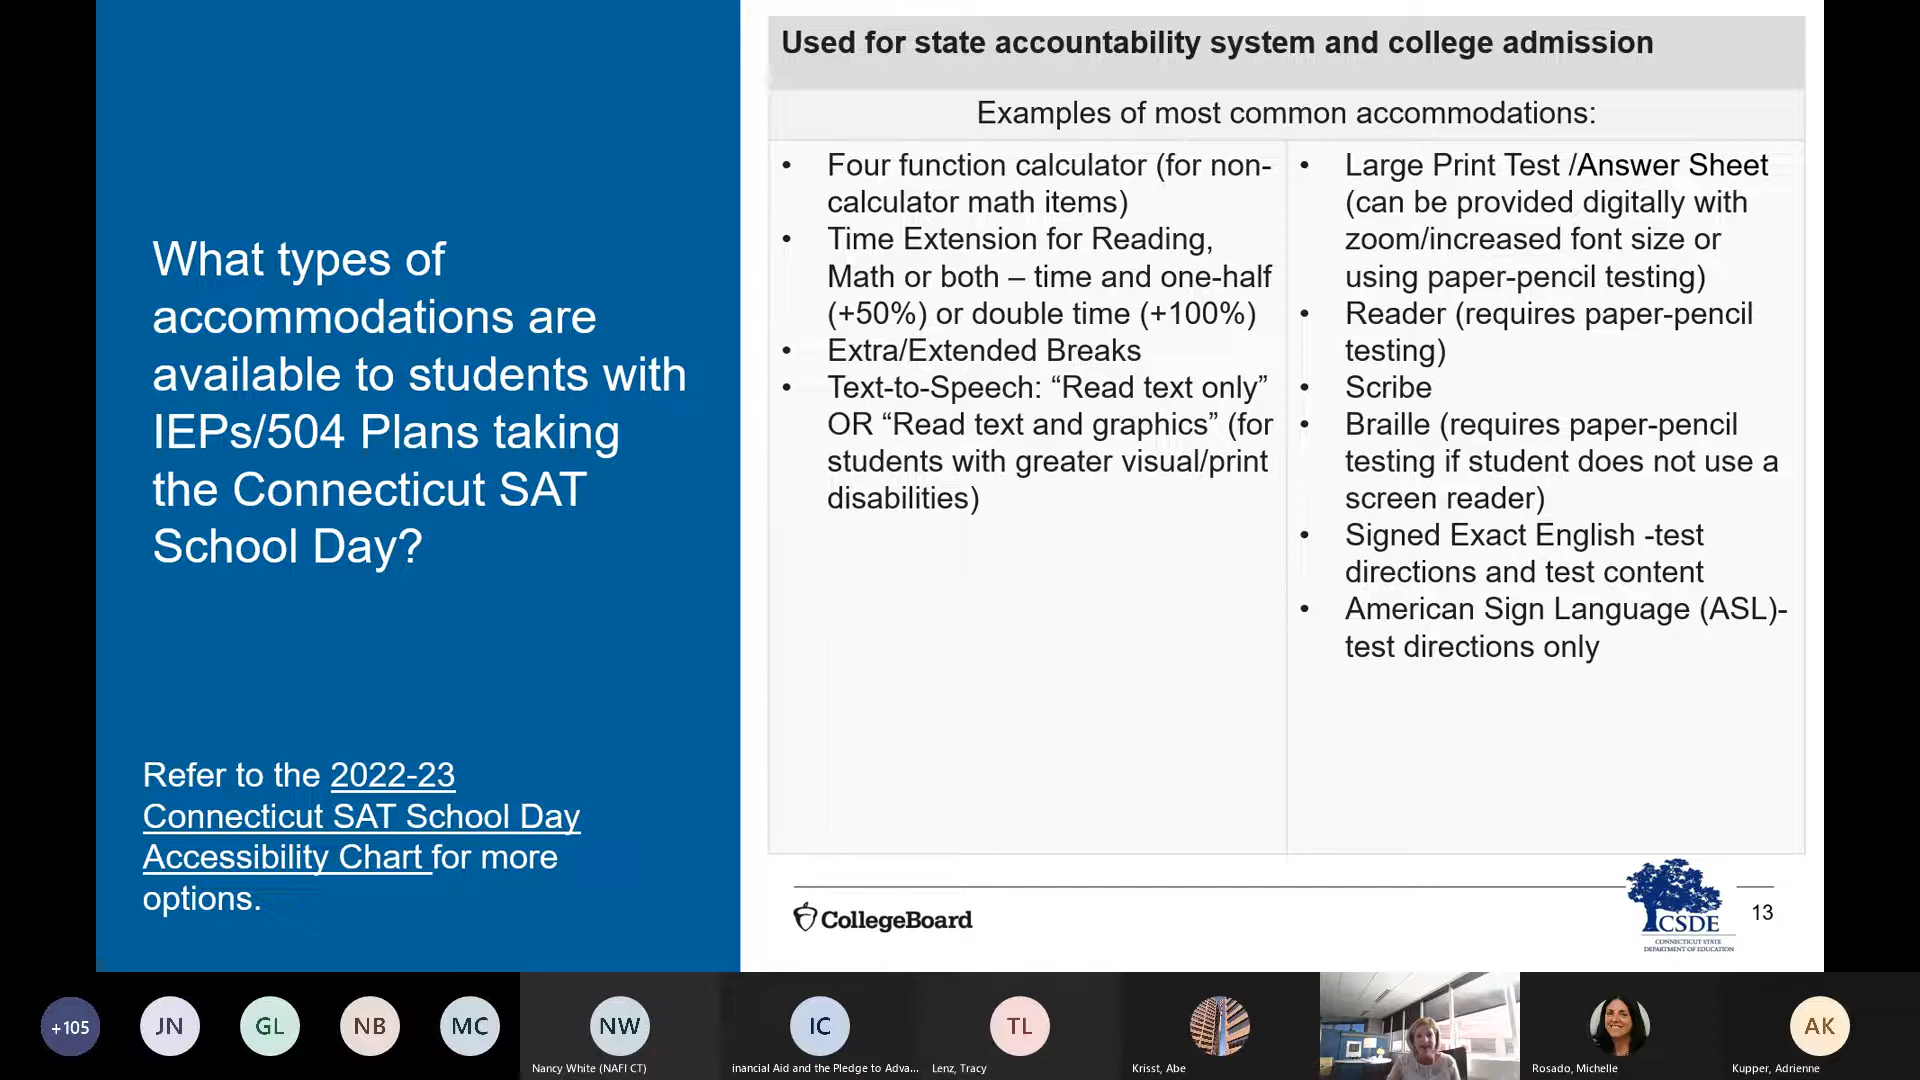 What types of
accommodations are
available to students with
IEPs/504 Plans taking
the Connecticut SAT
School Day?
Refer to the 2022-23
Connecticut SAT School Day
Accessibility Chart for more
options.
Used for state accountability system and college admission
Examples of most common accommodations:
• Four function calculator (for non-
calculator math items)
• Time Extension for Reading,
Math or both – time and one-half
(+50%) or double time (+100%)
• Extra/Extended Breaks
• Text-to-Speech: “Read text only”
OR “Read text and graphics” (for
students with greater visual/print
disabilities)
• Large Print Test /Answer Sheet
(can be provided digitally with
zoom/increased font size or
using paper-pencil testing)
• Reader (requires paper-pencil
testing)
• Scribe
• Braille (requires paper-pencil
testing if student does not use a
screen reader)
• Signed Exact English -test
directions and test content
• American Sign Language (ASL)-
test directions only
CollegeBoard
CSDE
CONNECTICUT STATE
DEPARTMENT OF EDUCATION
13
+105
JN
GL
NB
MC
NW
IC
TL
AK
Nancy White (NAFI CT)
inancial Aid and the Pledge to Adva...
Lenz, Tracy
Krisst, Abe
Rosado, Michelle
Kupper, Adrienne